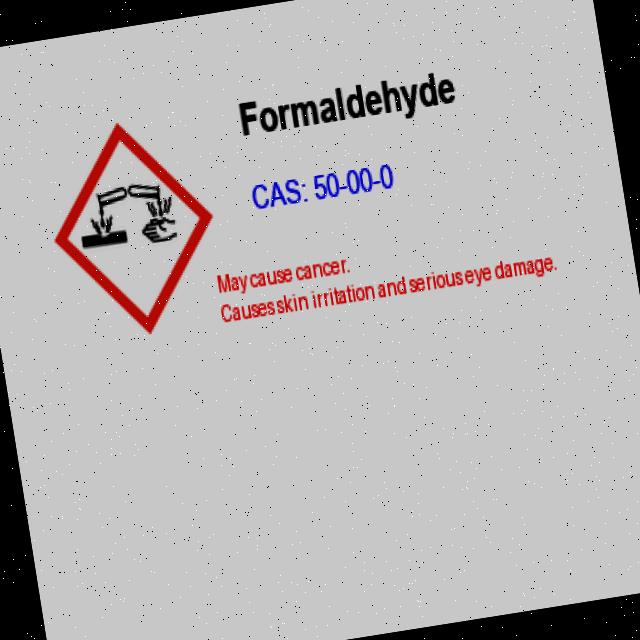 Formaldehyde
CAS: 50-00-0
May cause cancer.
Causes skin irritation and serious eye damage.